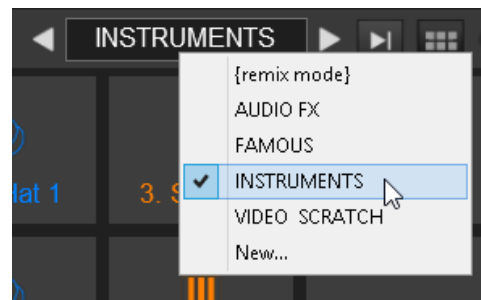 INSTRUMENTS
{remix mode}
AUDIO FX
FAMOUS
INSTRUMENTS
VIDEO SCRATCH
New...
Hat 1
3. S